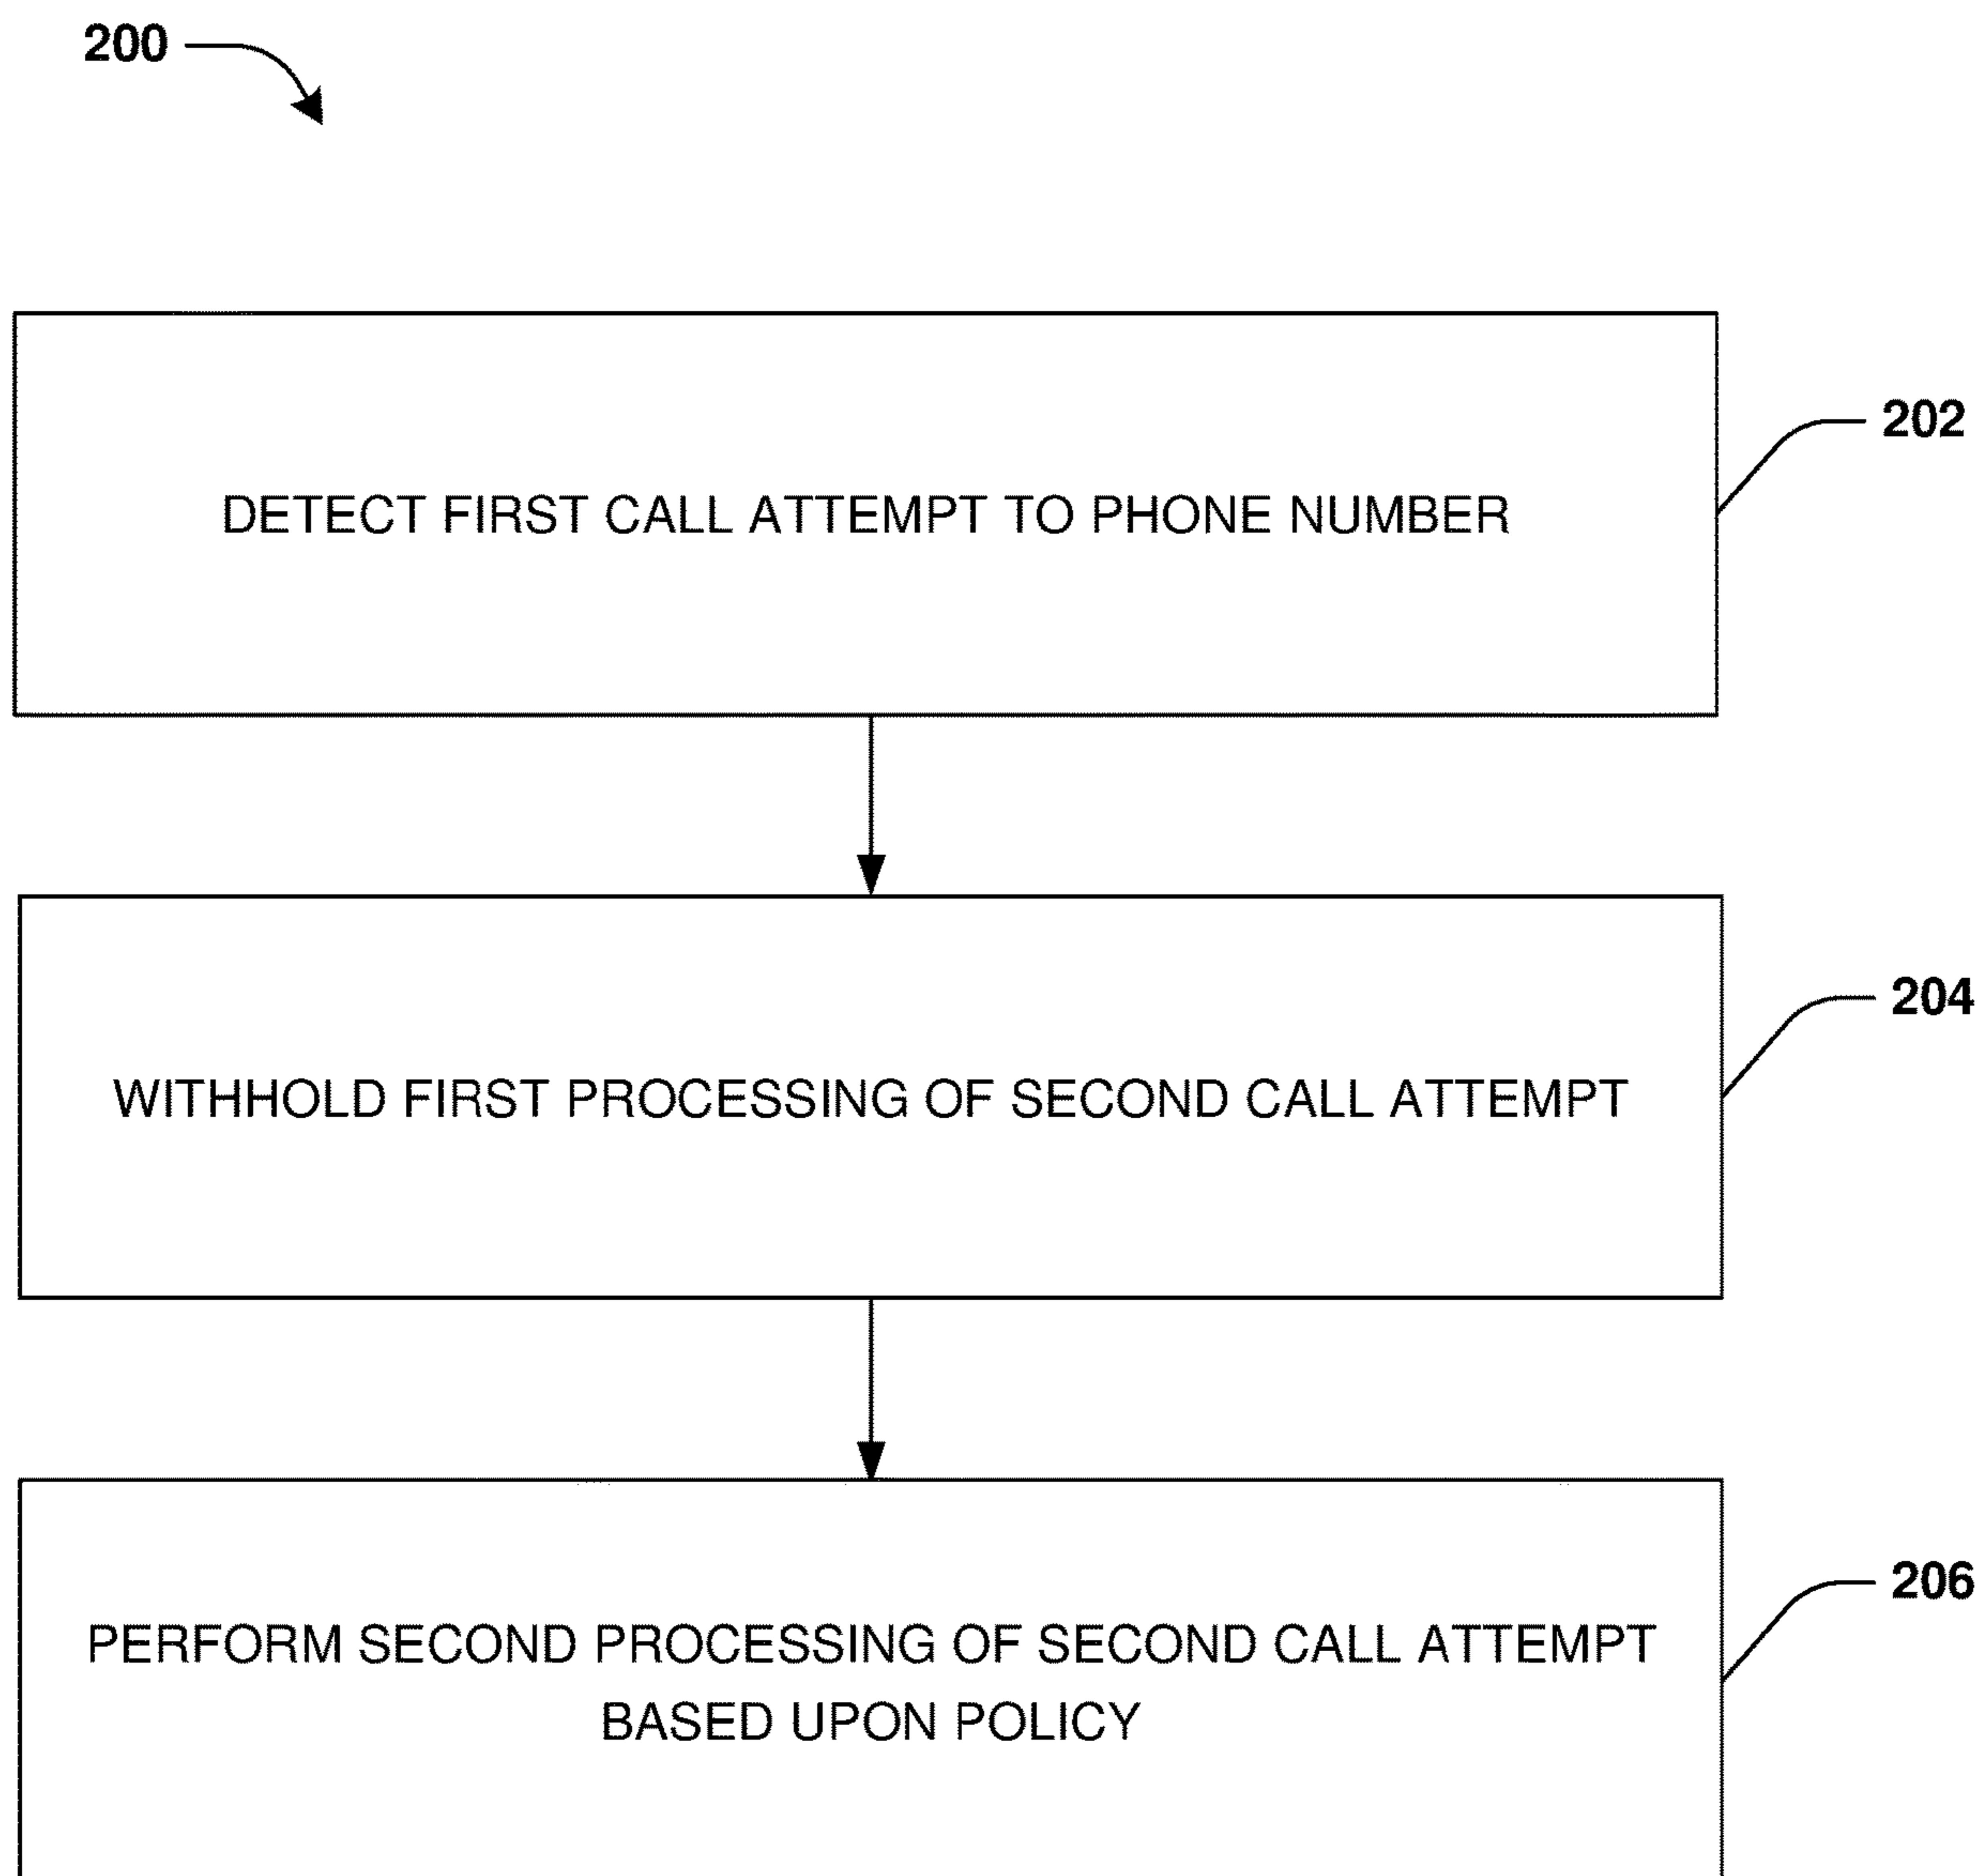 200
DETECT FIRST CALL ATTEMPT TO PHONE NUMBER
202
WITHHOLD FIRST PROCESSING OF SECOND CALL ATTEMPT
204
PERFORM SECOND PROCESSING OF SECOND CALL ATTEMPT
BASED UPON POLICY
206